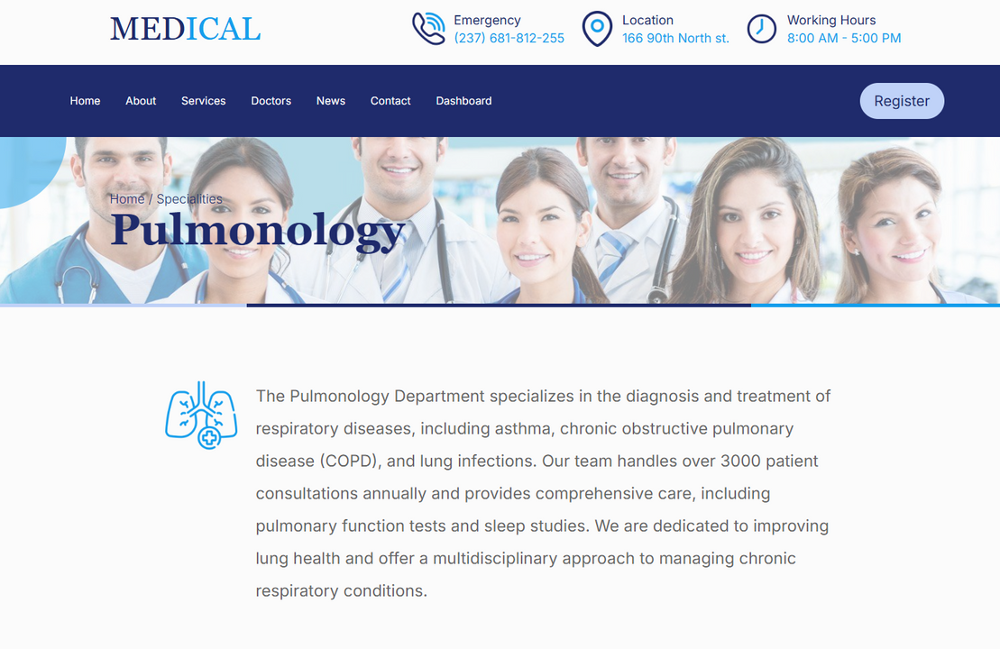 MEDICAL
Emergency
(237) 681-812-255
Location
166 90th North st.
Working Hours
8:00 AM - 5:00 PM
Home About Services Doctors News Contact Dashboard
Register
Home / Specialities
Pulmonology
The Pulmonology Department specializes in the diagnosis and treatment of
respiratory diseases, including asthma, chronic obstructive pulmonary
disease (COPD), and lung infections. Our team handles over 3000 patient
consultations annually and provides comprehensive care, including
pulmonary function tests and sleep studies. We are dedicated to improving
lung health and offer a multidisciplinary approach to managing chronic
respiratory conditions.